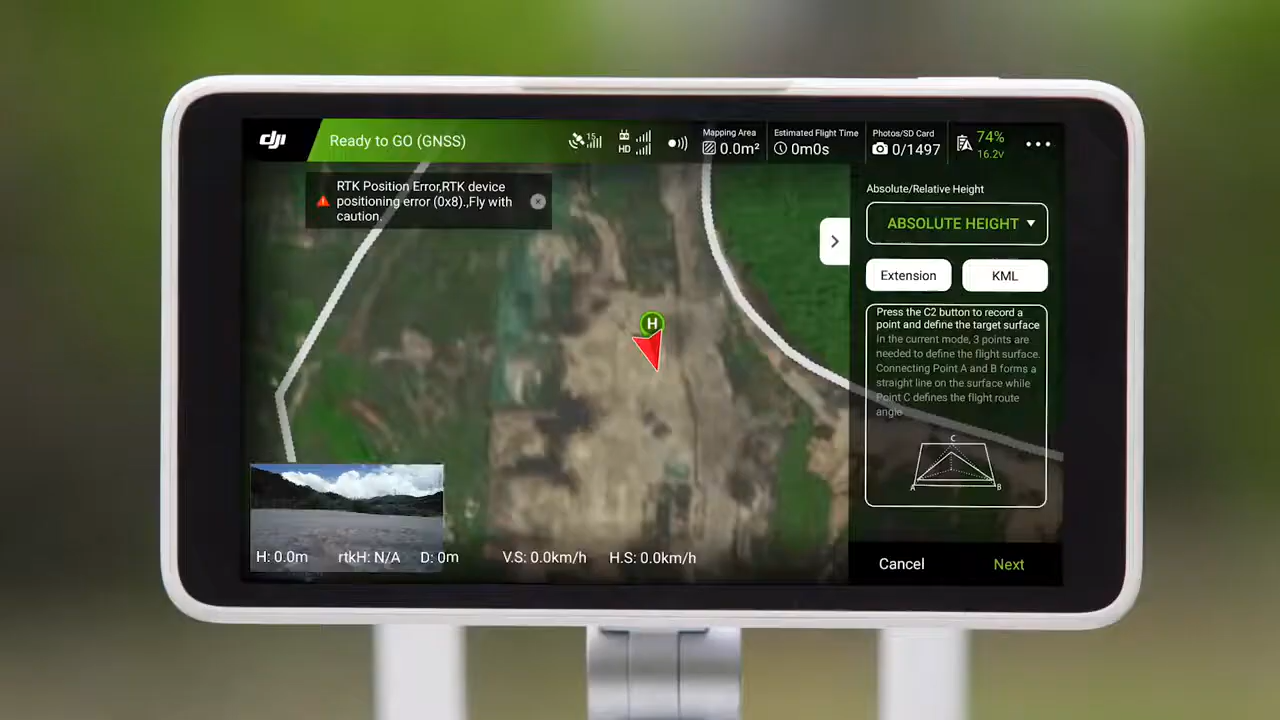 dji
Ready to GO (GNSS)
15
HD
Mapping Area
0.0m²
Estimated Flight Time
0m0s
Photos/SD Card
0/1497
74%
16.2v
RTK Position Error,RTK device
positioning error (0x8).,Fly with
caution.
H
Absolute/Relative Height
ABSOLUTE HEIGHT
Extension
KML
Press the C2 button to record a
point and define the target surface
In the current mode, 3 points are
needed to define the flight surface.
Connecting Point A and B forms a
straight line on the surface while
Point C defines the flight route
angle
C
A
B
H: 0.0m
rtkH: N/A
D: 0m
V.S: 0.0km/h
H.S: 0.0km/h
Cancel
Next